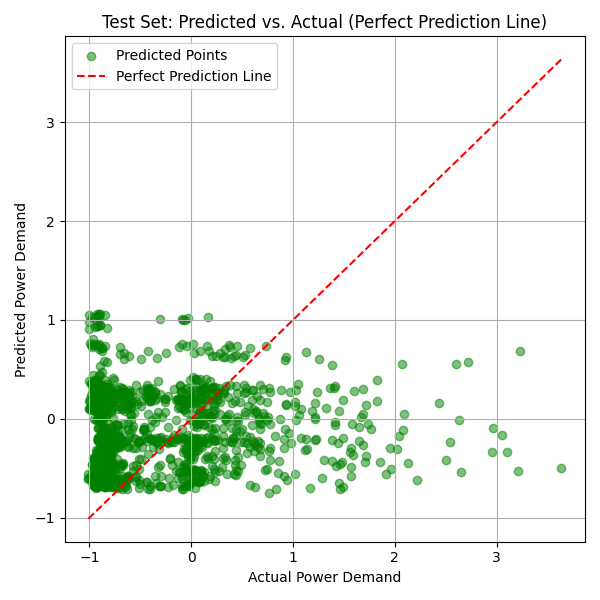 Test Set: Predicted vs. Actual (Perfect Prediction Line)
Predicted Points
Perfect Prediction Line
Predicted Power Demand
3
2
1
0
−1
−1 0 1 2 3
Actual Power Demand